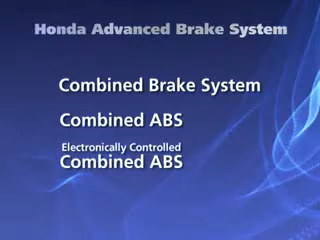 Honda Advanced Brake System
Combined Brake System
Combined ABS
Electronically Controlled
Combined ABS